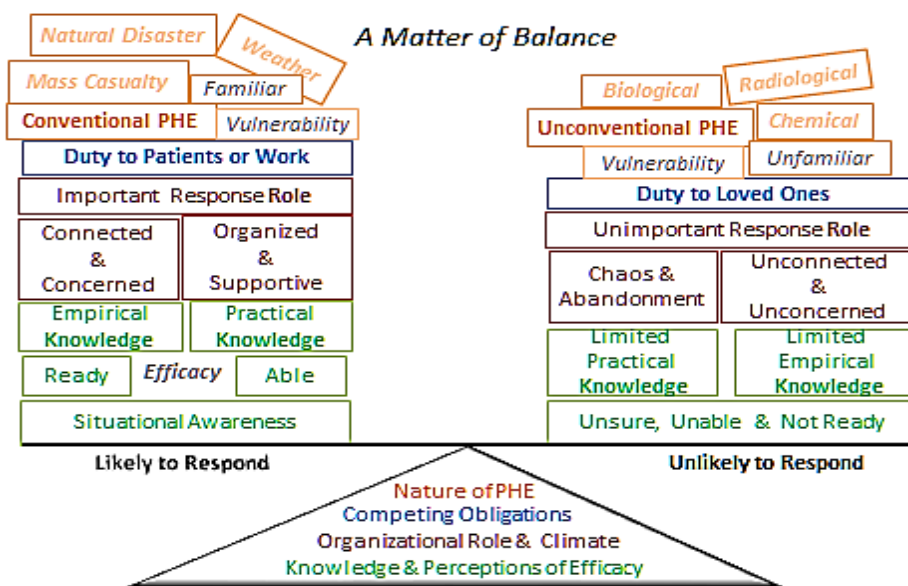 A Matter of Balance
Natural Disaster
Weather
Mass Casualty
Familiar
Conventional PHE
Vulnerability
Duty to Patients or Work
Important Response Role
Connected
&
Concerned
Organized
&
Supportive
Empirical
Knowledge
Practical
Knowledge
Ready
Efficacy
Able
Situational Awareness
Likely to Respond
Biological
Radiological
Unconventional PHE
Chemical
Vulnerability
Unfamiliar
Duty to Loved Ones
Unimportant Response Role
Chaos &
Abandonment
Unconnected
&
Unconcerned
Limited
Practical
Knowledge
Limited
Empirical
Knowledge
Unsure, Unable & Not Ready
Unlikely to Respond
Nature of PHE
Competing Obligations
Organizational Role & Climate
Knowledge & Perceptions of Efficacy